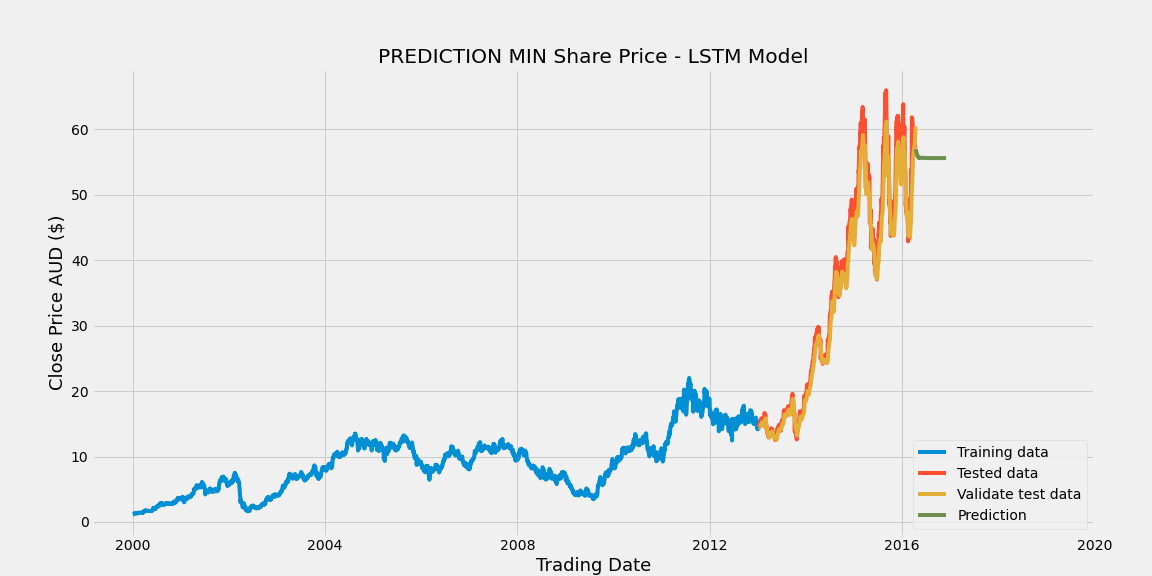 PREDICTION MIN Share Price - LSTM Model
Close Price AUD ($)
60
50
40
30
20
10
0
2000
2004
2008
2012
2016
2020
Trading Date
Training data
Tested data
Validate test data
Prediction